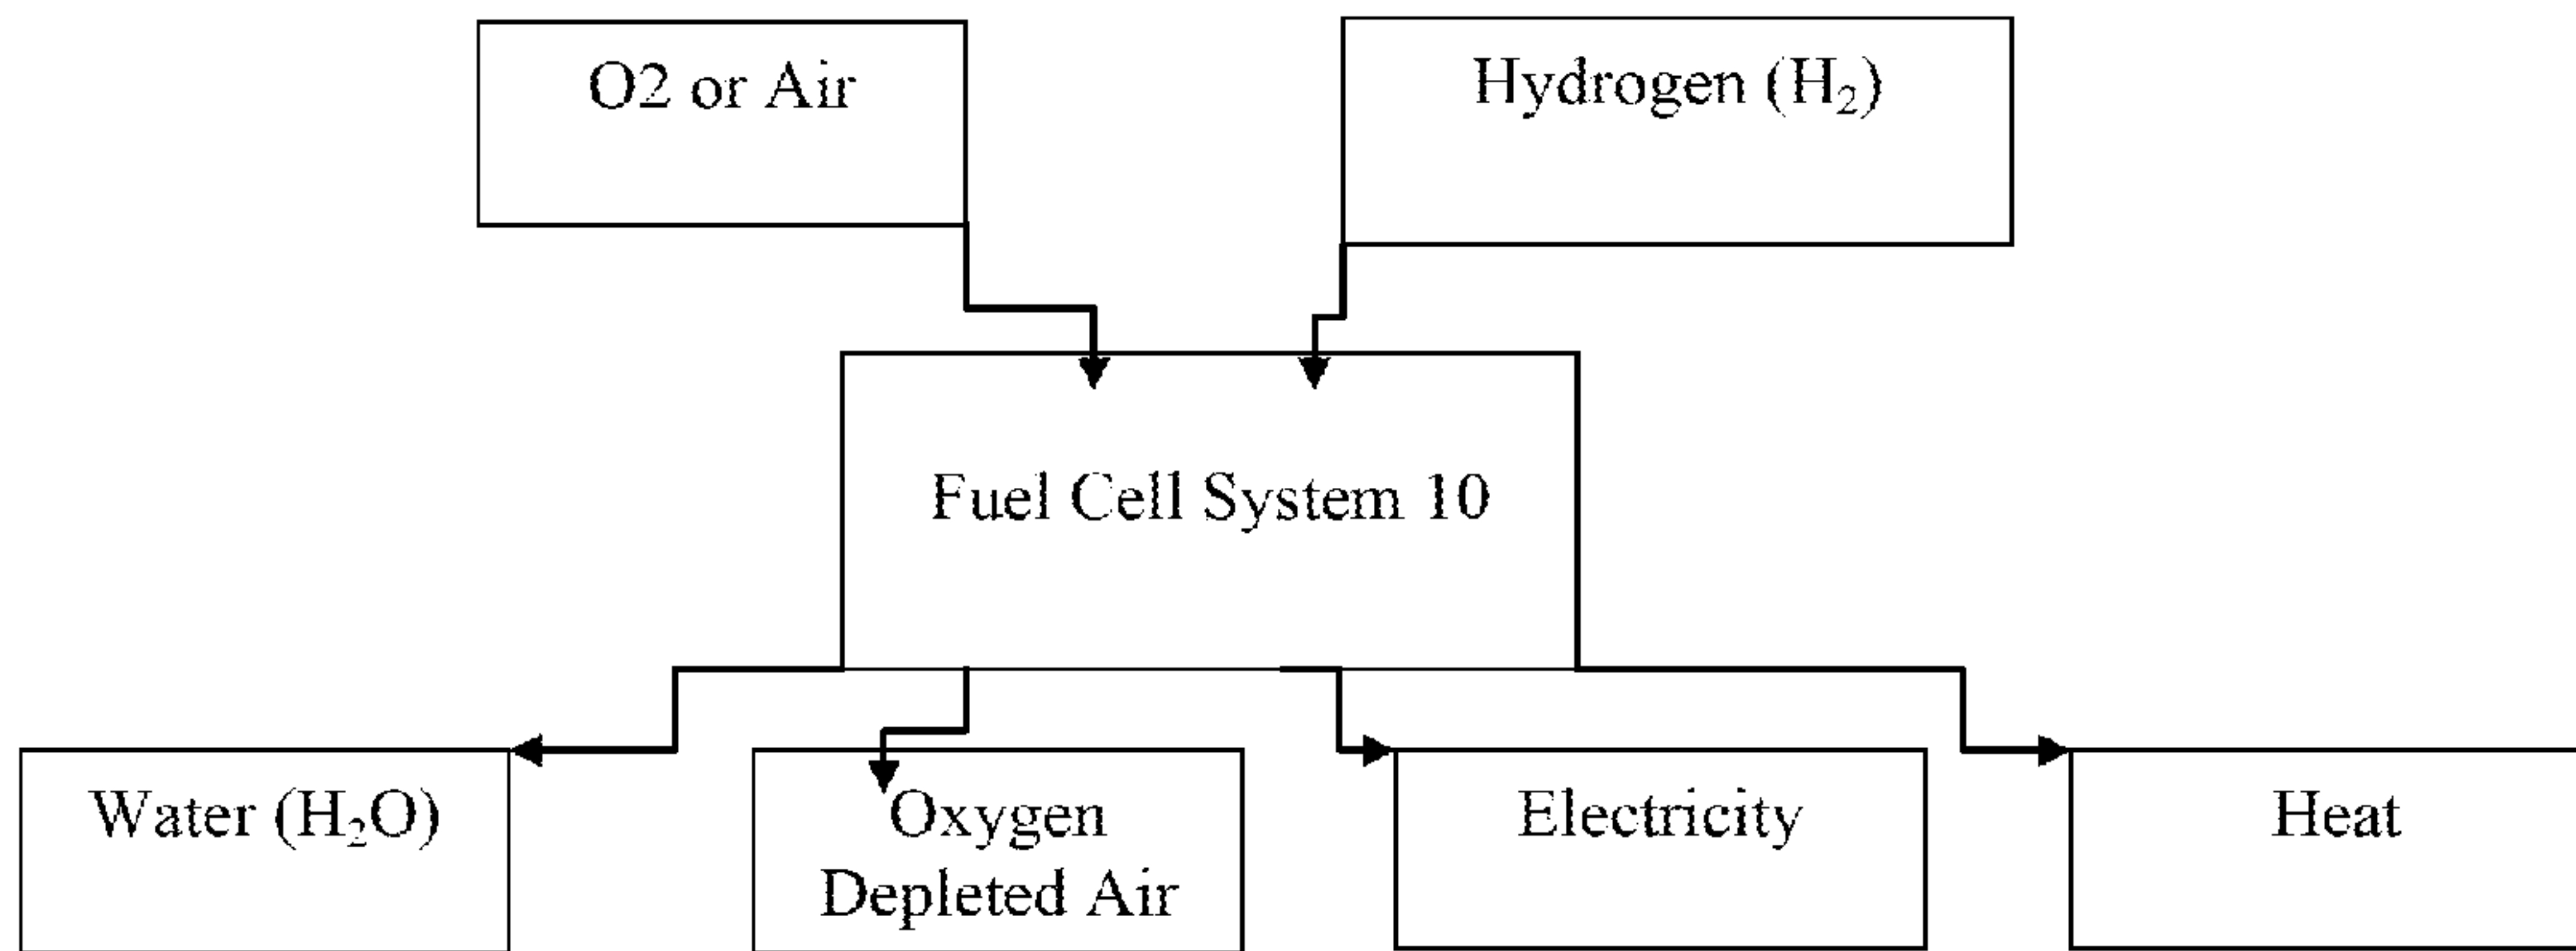 O2 or Air
Hydrogen (H₂)
Fuel Cell System 10
Water (H₂O)
Oxygen
Depleted Air
Electricity
Heat